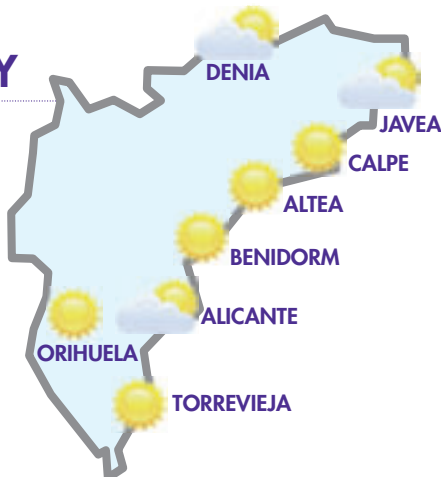 Y
DENIA
JAVEA
CALPE
ALTEA
BENIDORM
ALICANTE
ORIHUELA
TORREVIEJA